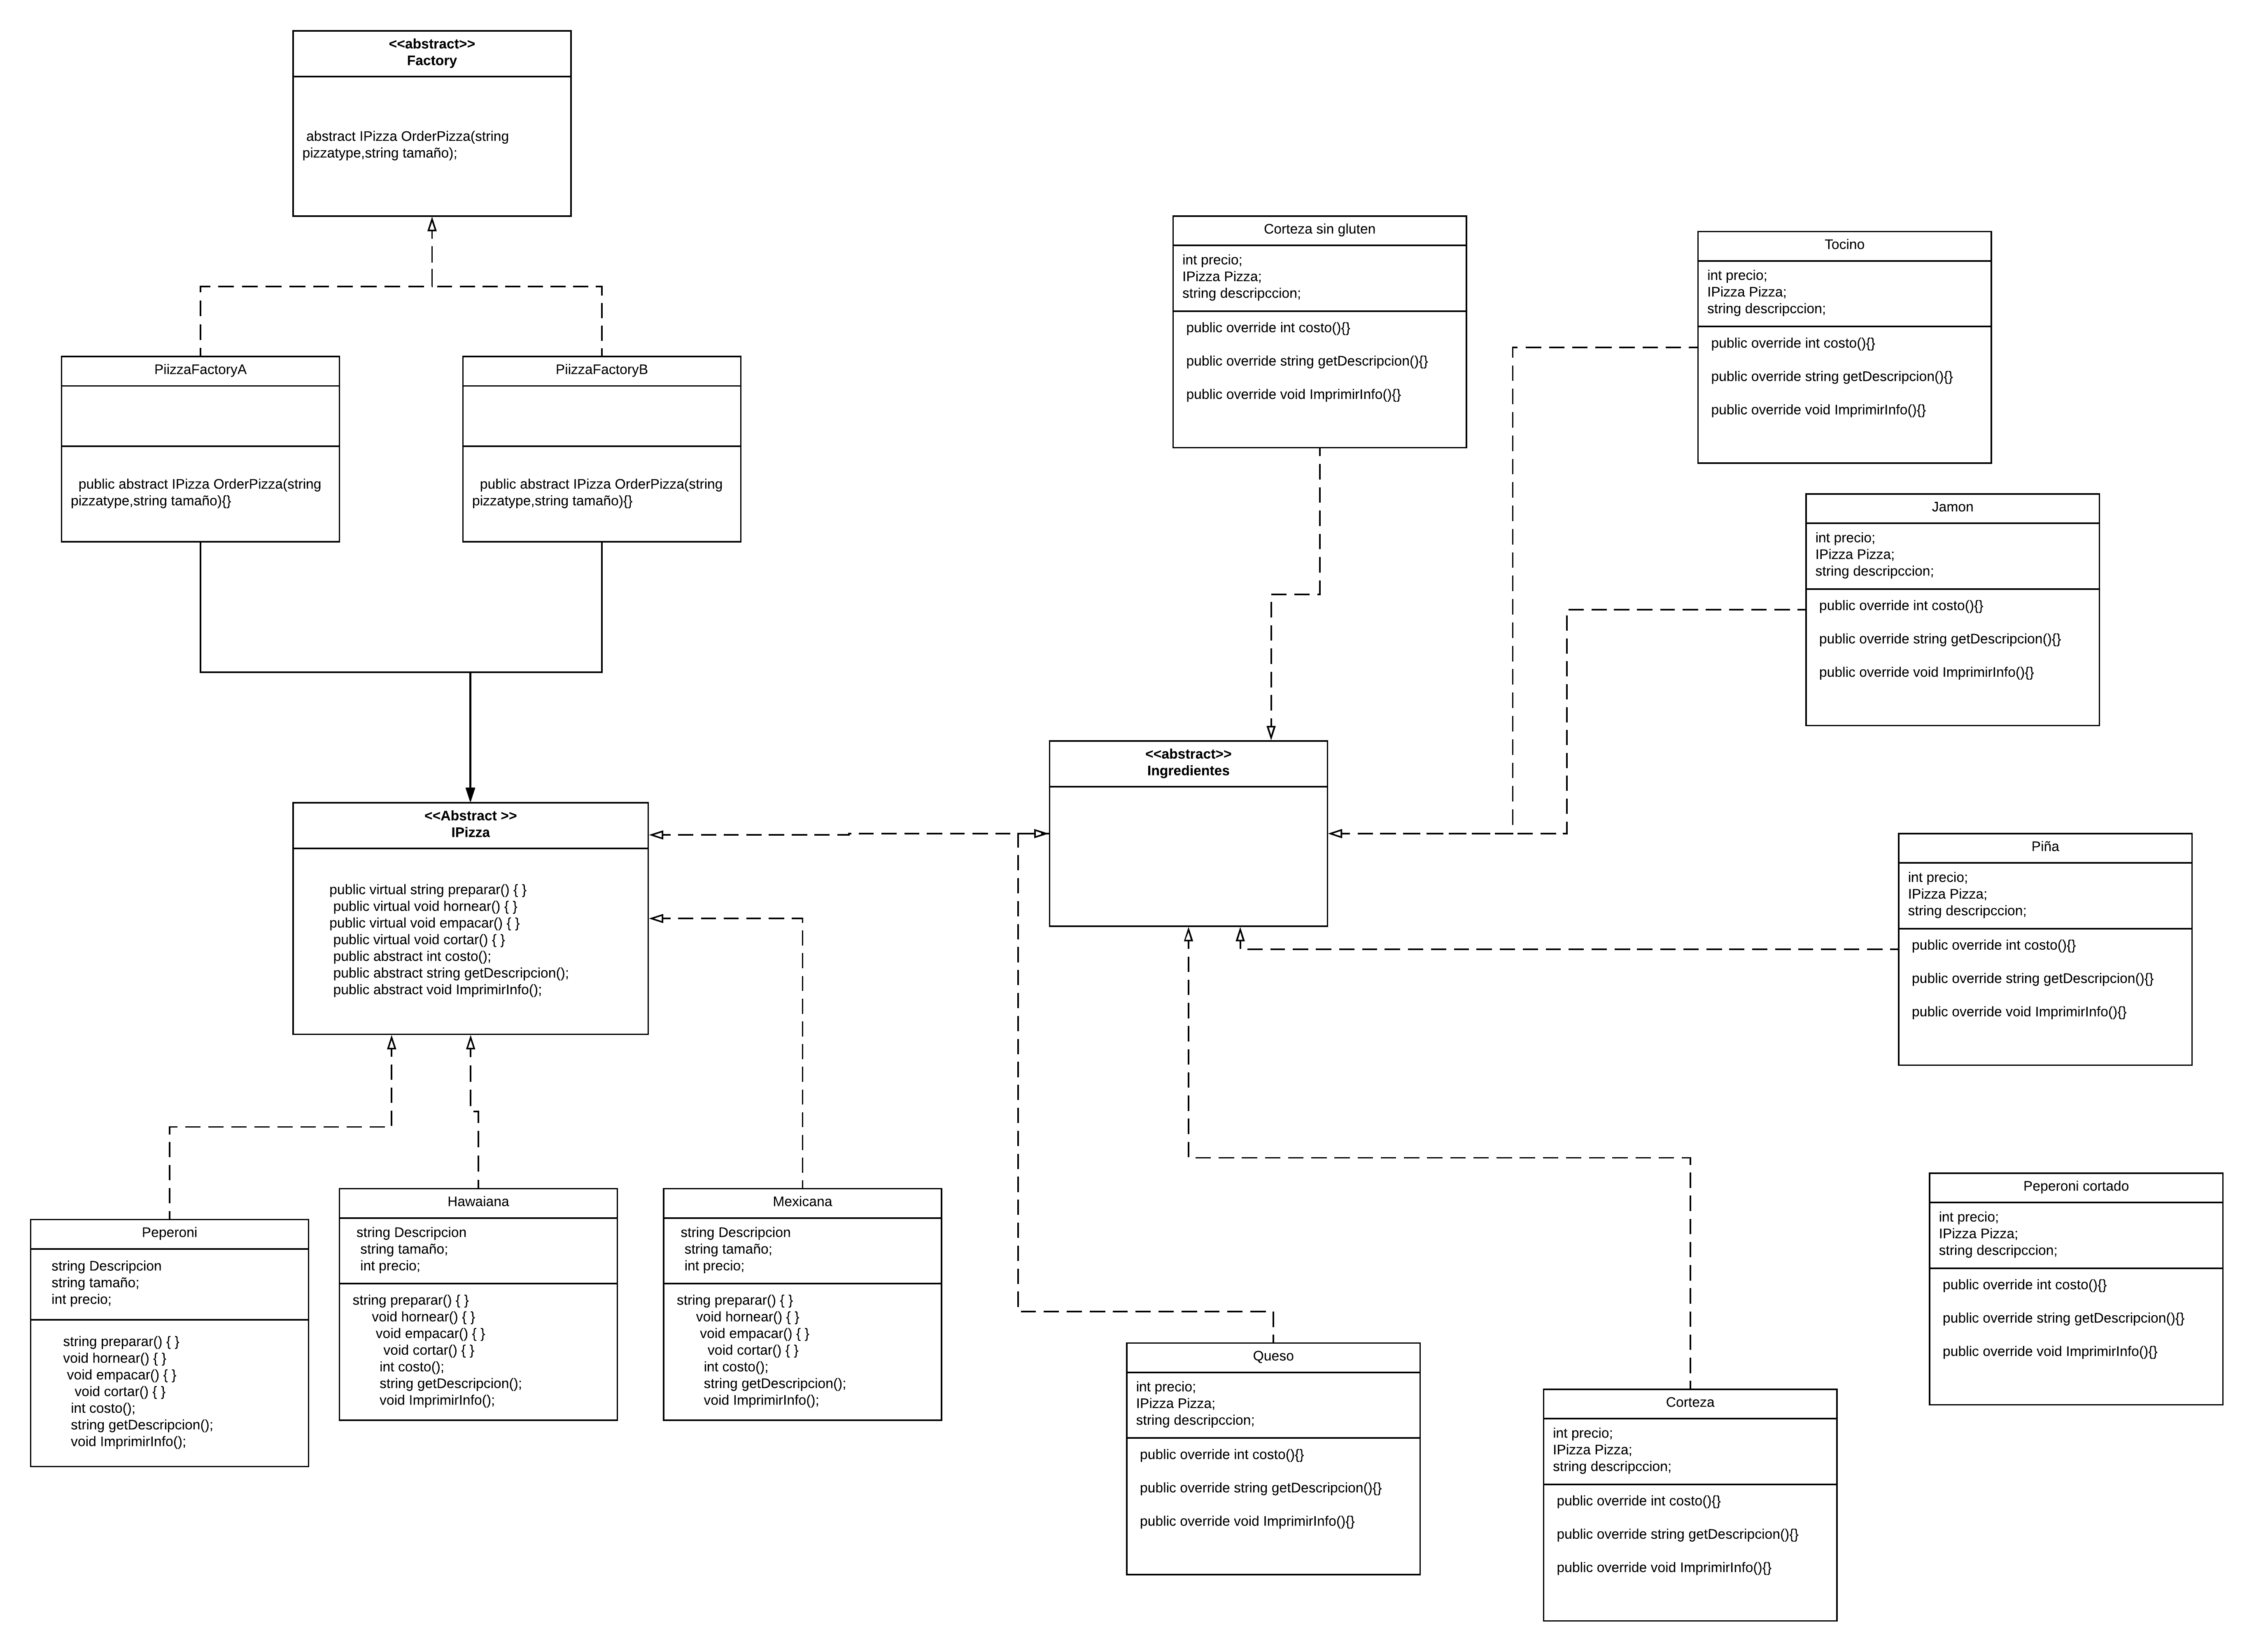 <<abstract>>
Factory
abstract IPizza OrderPizza(string
pizzatype,string tamaño);
PiizzaFactoryA
public abstract IPizza OrderPizza(string
pizzatype,string tamaño){}
PiizzaFactoryB
public abstract IPizza OrderPizza(string
pizzatype,string tamaño){}
Corteza sin gluten
int precio;
IPizza Pizza;
string descripccion;
public override int costo(){}
public override string getDescripcion(){}
public override void ImprimirInfo(){}
Tocino
int precio;
IPizza Pizza;
string descripccion;
public override int costo(){}
public override string getDescripcion(){}
public override void ImprimirInfo(){}
Jamon
int precio;
IPizza Pizza;
string descripccion;
public override int costo(){}
public override string getDescripcion(){}
public override void ImprimirInfo(){}
<<abstract>>
Ingredientes
<<Abstract >>
IPizza
public virtual string preparar() { }
public virtual void hornear() { }
public virtual void empacar() { }
public virtual void cortar() { }
public abstract int costo();
public abstract string getDescripcion();
public abstract void ImprimirInfo();
Piña
int precio;
IPizza Pizza;
string descripccion;
public override int costo(){}
public override string getDescripcion(){}
public override void ImprimirInfo(){}
Peperoni
string Descripcion
string tamaño;
int precio;
string preparar() { }
void hornear() { }
void empacar() { }
void cortar() { }
int costo();
string getDescripcion();
void ImprimirInfo();
Hawaiana
string Descripcion
string tamaño;
int precio;
string preparar() { }
void hornear() { }
void empacar() { }
void cortar() { }
int costo();
string getDescripcion();
void ImprimirInfo();
Mexicana
string Descripcion
string tamaño;
int precio;
string preparar() { }
void hornear() { }
void empacar() { }
void cortar() { }
int costo();
string getDescripcion();
void ImprimirInfo();
Queso
int precio;
IPizza Pizza;
string descripccion;
public override int costo(){}
public override string getDescripcion(){}
public override void ImprimirInfo(){}
Corteza
int precio;
IPizza Pizza;
string descripccion;
public override int costo(){}
public override string getDescripcion(){}
public override void ImprimirInfo(){}
Peperoni cortado
int precio;
IPizza Pizza;
string descripccion;
public override int costo(){}
public override string getDescripcion(){}
public override void ImprimirInfo(){}